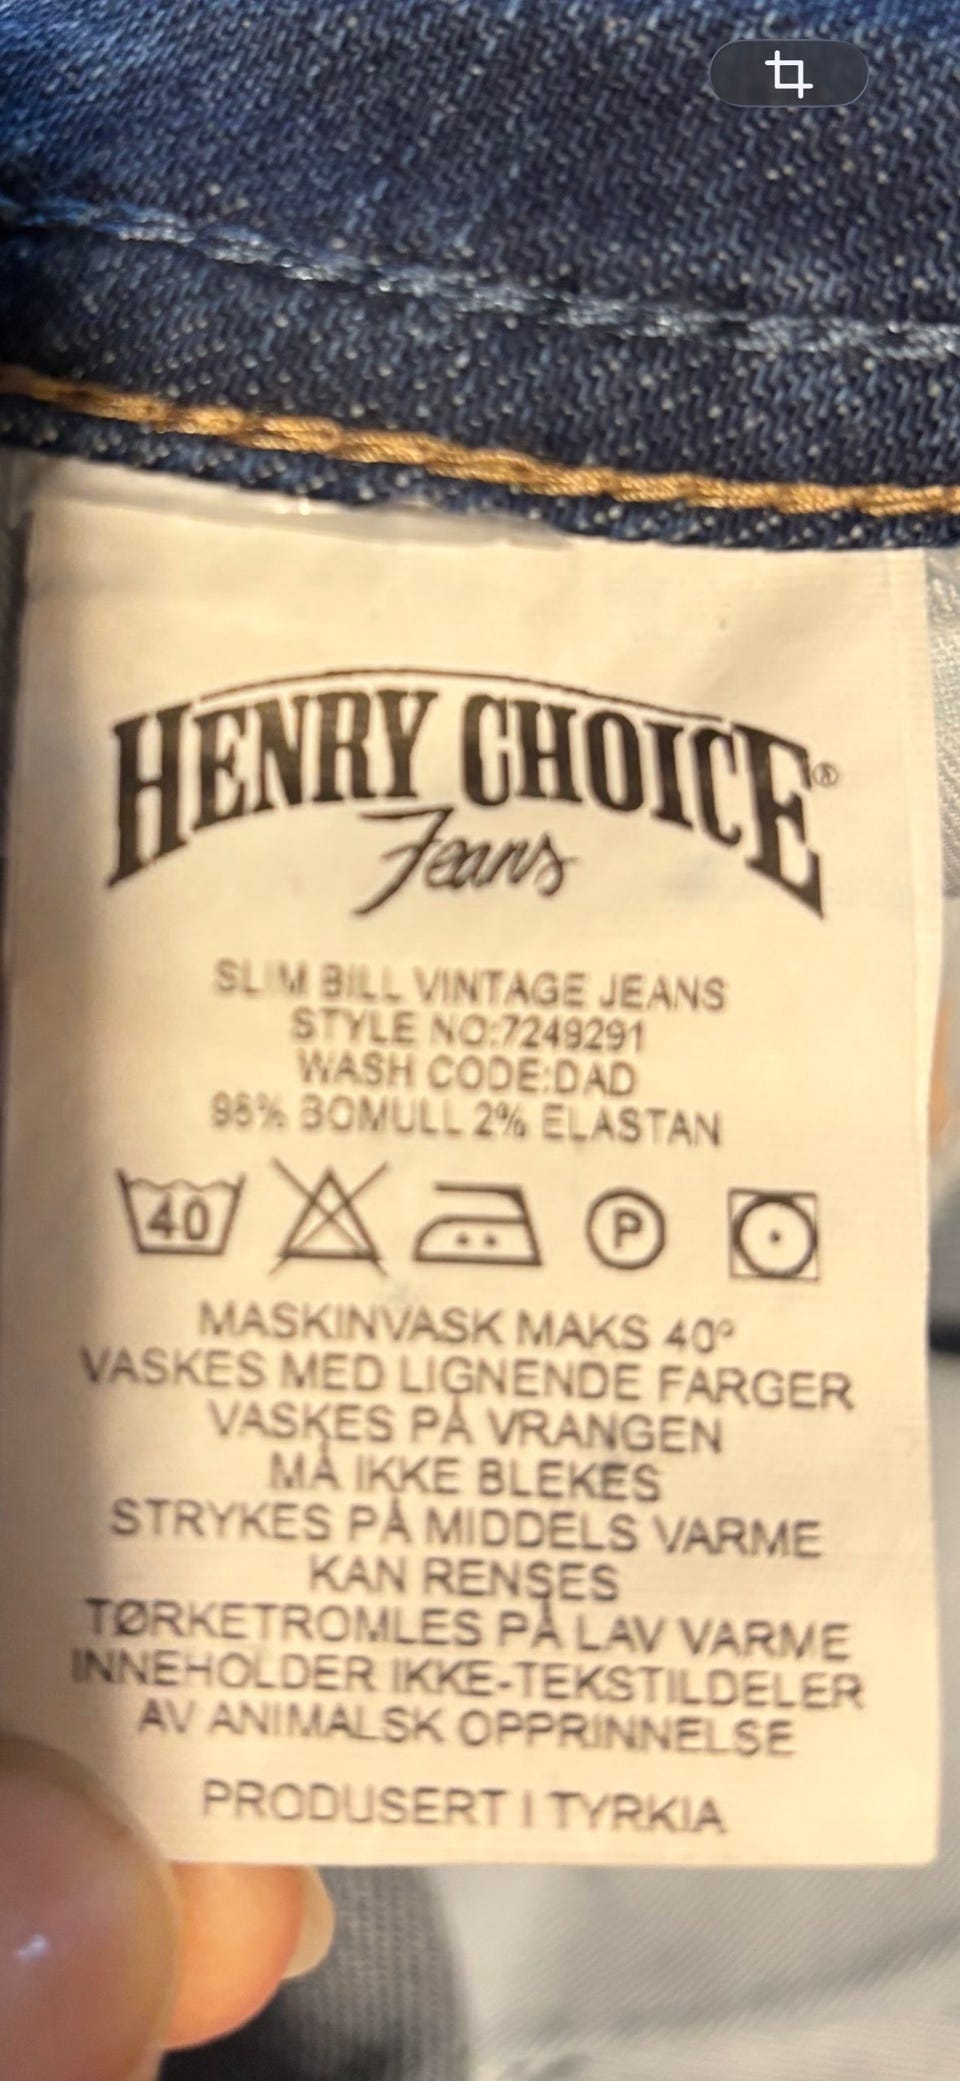 HENRY CHOICE®
Jeans
SLIM BILL VINTAGE JEANS
STYLE NO:7249291
WASH CODE:DAD
98% BOMULL 2% ELASTAN
40 P
MASKINVASK MAKS 40°
VASKES MED LIGNENDE FARGER
VASKES PÅ VRANGEN
MÅ IKKE BLEKES
STRYKES PÅ MIDDELS VARME
KAN RENSES
TØRKETROMLES PÅ LAV VARME
INNEHOLDER IKKE-TEKSTILDELER
AV ANIMALSK OPPRINNELSE
PRODUSERT I TYRKIA